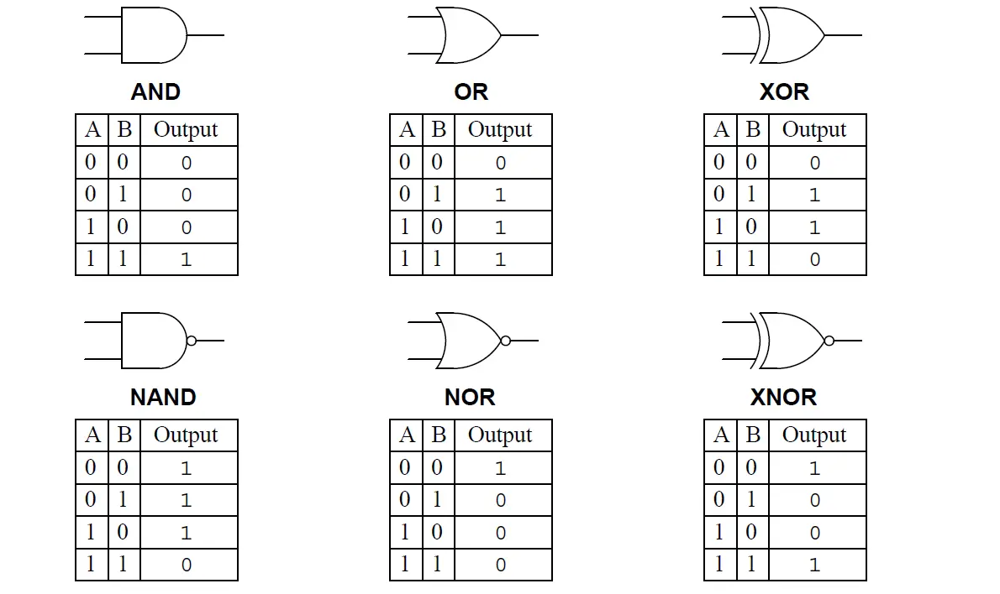 AND OR XOR
A B Output A B Output A B Output
0 0 0 0 0 0 0 0 0
0 1 0 0 1 1 0 1 1
1 0 0 1 0 1 1 0 1
1 1 1 1 1 1 1 1 0
NAND NOR XNOR
A B Output A B Output A B Output
0 0 1 0 0 1 0 0 1
0 1 1 0 1 0 0 1 0
1 0 1 1 0 0 1 0 0
1 1 0 1 1 0 1 1 1